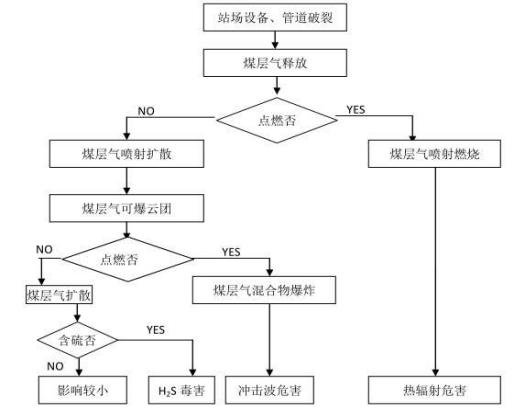 站场设备、管道破裂
煤层气释放
点燃否
NO
YES
煤层气喷射扩散
煤层气喷射燃烧
煤层气可爆云团
点燃否
NO
YES
煤层气扩散
煤层气混合物爆炸
含硫否
YES
NO
影响较小
H₂S 毒害
冲击波危害
热辐射危害